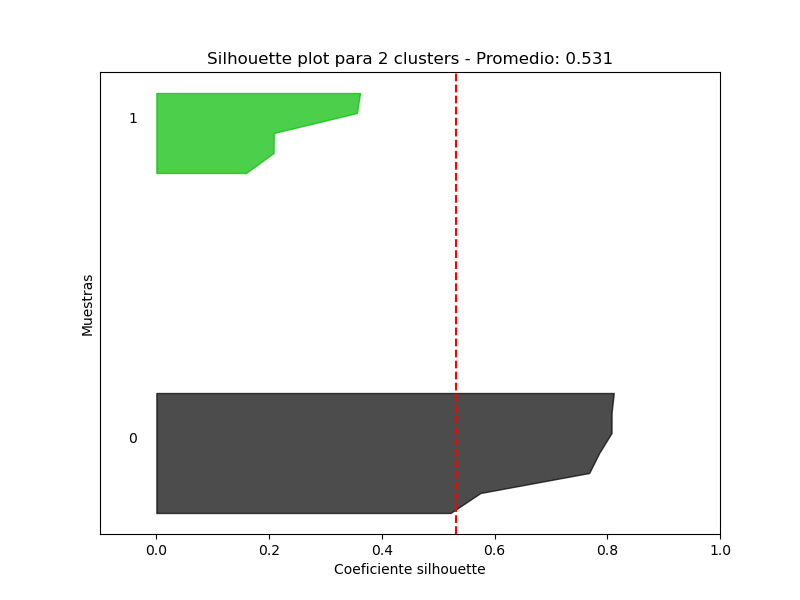 Silhouette plot para 2 clusters - Promedio: 0.531
1
0
Muestras
0.0 0.2 0.4 0.6 0.8 1.0
Coeficiente silhouette